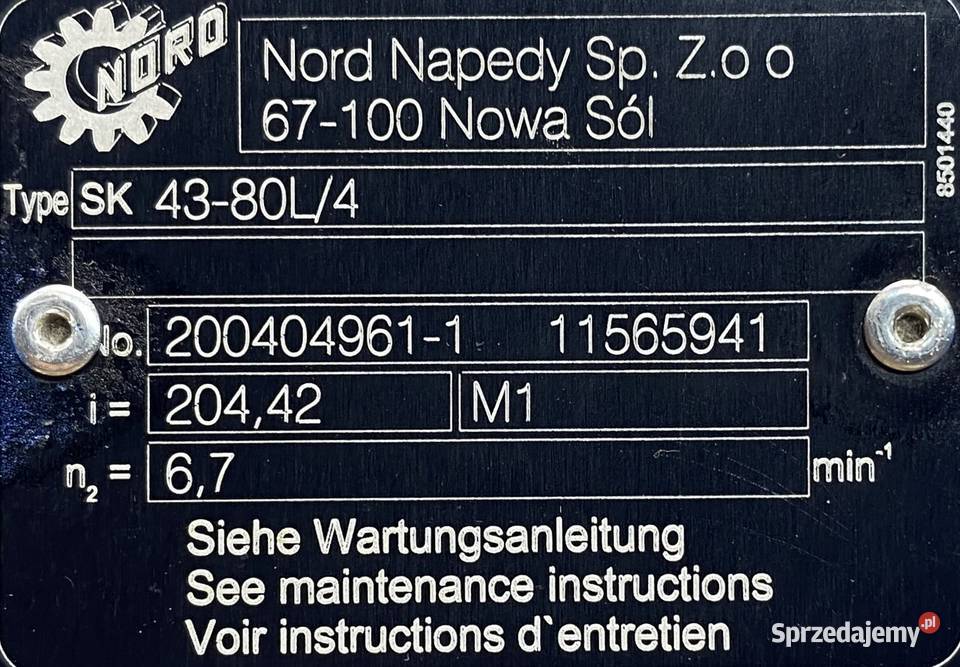 NORD
Nord Napedy Sp. Z.o o
67-100 Nowa Sól
8501440
Type SK 43-80L/4
No. 200404961-1 11565941
i = 204,42 M1
n₂ = 6,7 min⁻¹
Siehe Wartungsanleitung
See maintenance instructions
Voir instructions d`entretien
Sprzedajemy.pl